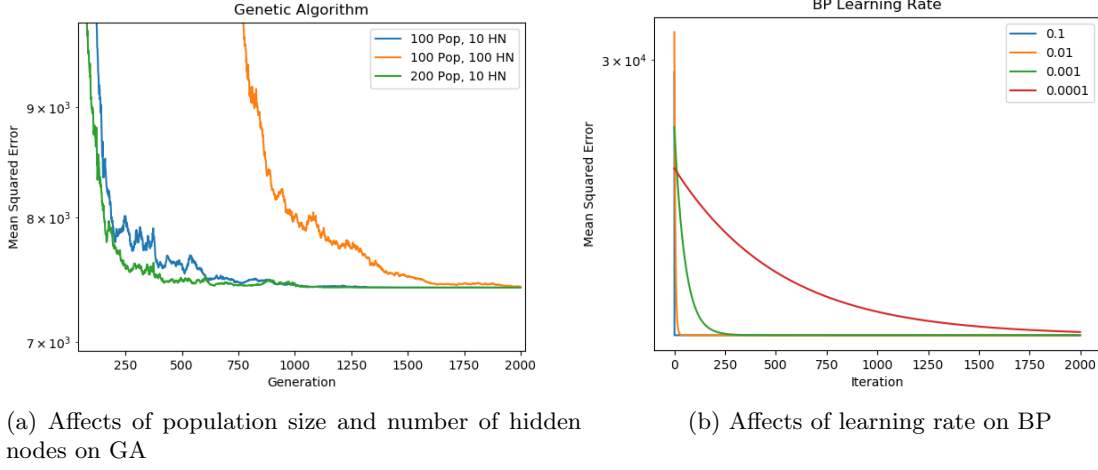 Genetic Algorithm
100 Pop, 10 HN
100 Pop, 100 HN
200 Pop, 10 HN
9 × 10³
8 × 10³
7 × 10³
Mean Squared Error
250 500 750 1000 1250 1500 1750 2000
Generation
(a) Affects of population size and number of hidden
nodes on GA
BP Learning Rate
0.1
0.01
0.001
0.0001
3 × 10⁴
Mean Squared Error
0 250 500 750 1000 1250 1500 1750 2000
Iteration
(b) Affects of learning rate on BP